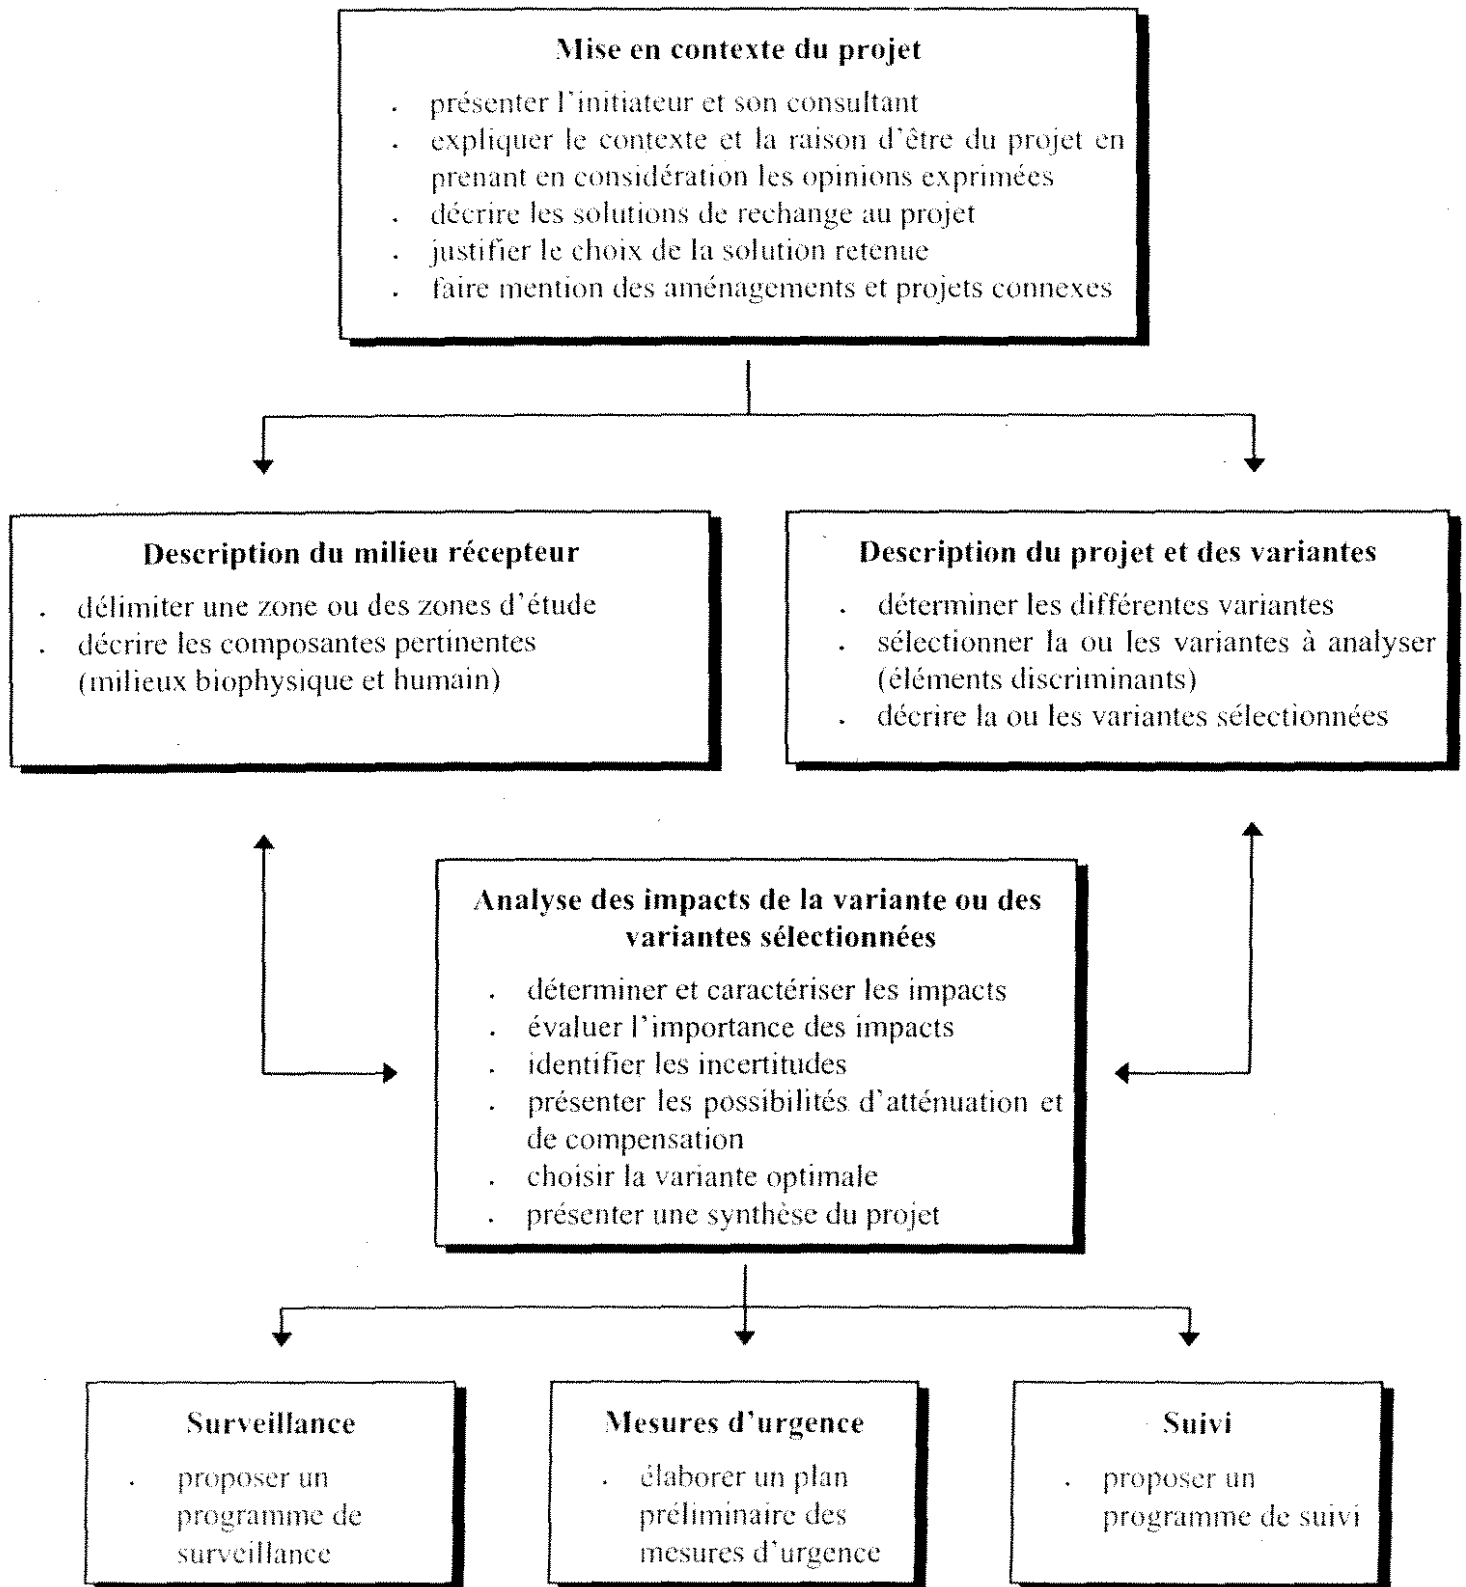 Mise en contexte du projet
. présenter l'initiateur et son consultant
. expliquer le contexte et la raison d'être du projet en
prenant en considération les opinions exprimées
. décrire les solutions de rechange au projet
. justifier le choix de la solution retenue
. faire mention des aménagements et projets connexes
Description du milieu récepteur
. délimiter une zone ou des zones d'étude
. décrire les composantes pertinentes
(milieux biophysique et humain)
Description du projet et des variantes
. déterminer les différentes variantes
. sélectionner la ou les variantes à analyser
(éléments discriminants)
. décrire la ou les variantes sélectionnées
Analyse des impacts de la variante ou des
variantes sélectionnées
. déterminer et caractériser les impacts
. évaluer l'importance des impacts
. identifier les incertitudes
. présenter les possibilités d'atténuation et
de compensation
. choisir la variante optimale
. présenter une synthèse du projet
Surveillance
. proposer un
programme de
surveillance
Mesures d'urgence
. élaborer un plan
préliminaire des
mesures d'urgence
Suivi
. proposer un
programme de suivi